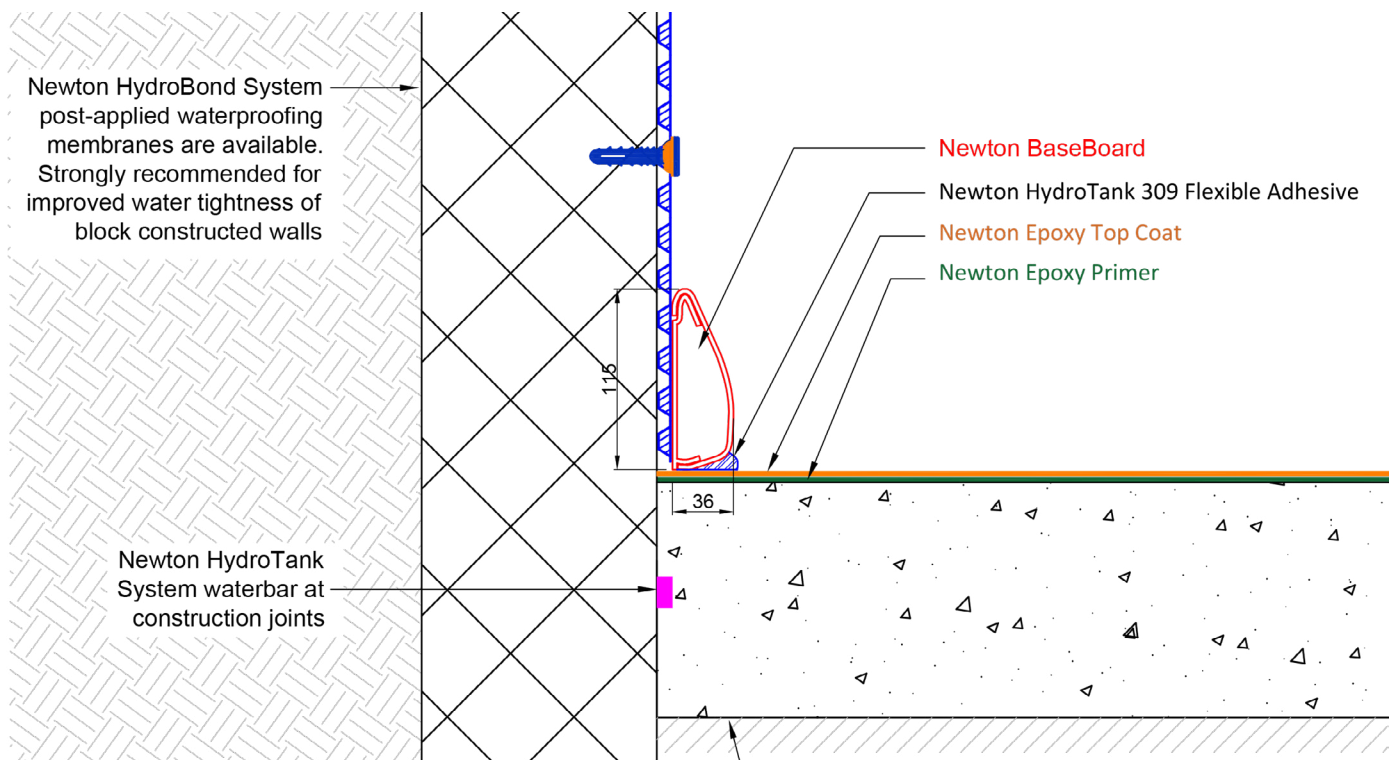 Newton HydroBond System
post-applied waterproofing
membranes are available.
Strongly recommended for
improved water tightness of
block constructed walls
Newton BaseBoard
Newton HydroTank 309 Flexible Adhesive
Newton Epoxy Top Coat
Newton Epoxy Primer
115
36
Newton HydroTank
System waterbar at
construction joints